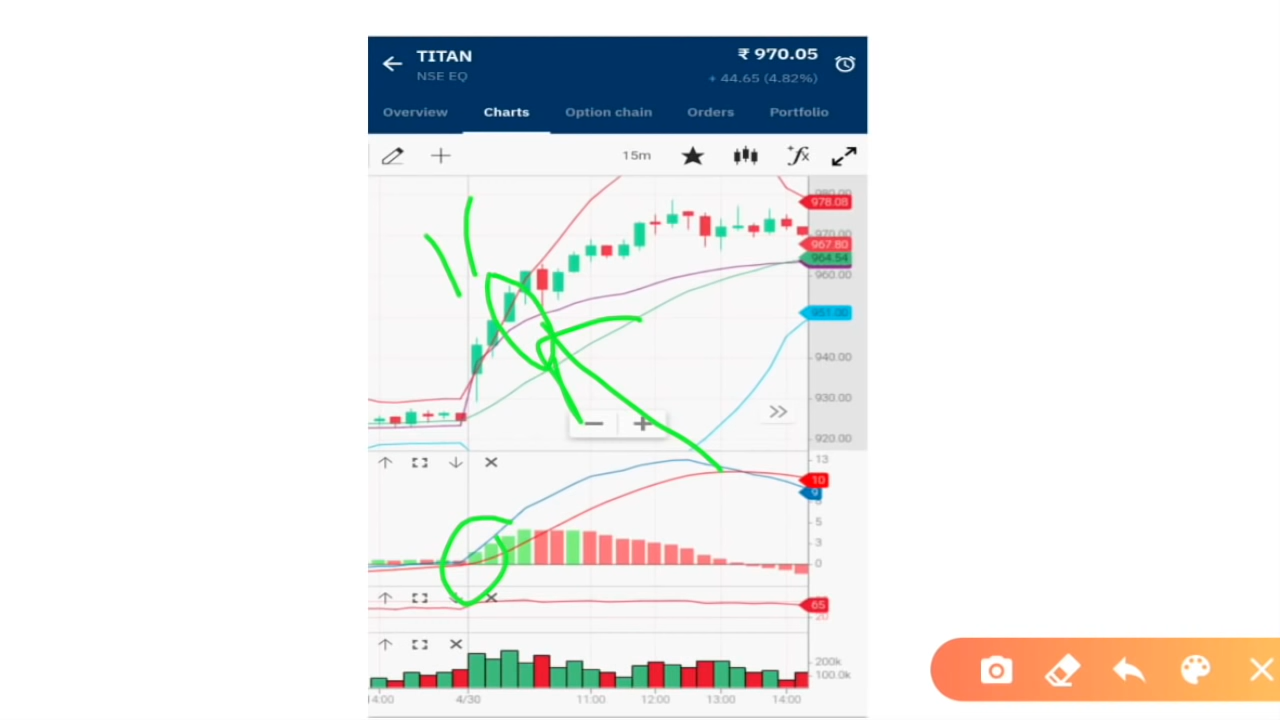 TITAN
₹ 970.05
NSE EQ
+ 44.65 (4.82%)
Overview Charts Option chain Orders Portfolio
15m
+fx
980.00
978.08
970.00
967.80
964.54
960.00
951.00
940.00
930.00
920.00
13
10
9
5
3
0
65
20
200k
100.0k
14:00 4/30 11:00 12:00 13:00 14:00